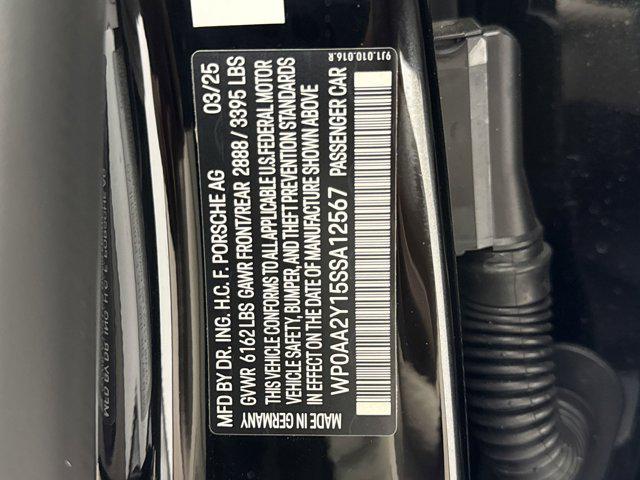 9J1.010.016.R
MFD BY DR. ING. H.C. F. PORSCHE AG 03/25
GVWR 6162 LBS GAWR FRONT/REAR 2888 / 3395 LBS
THIS VEHICLE CONFORMS TO ALL APPLICABLE U.S. FEDERAL MOTOR
VEHICLE SAFETY, BUMPER, AND THEFT PREVENTION STANDARDS
IN EFFECT ON THE DATE OF MANUFACTURE SHOWN ABOVE
WP0AA2Y15SSA12567 PASSENGER CAR
MADE IN GERMANY